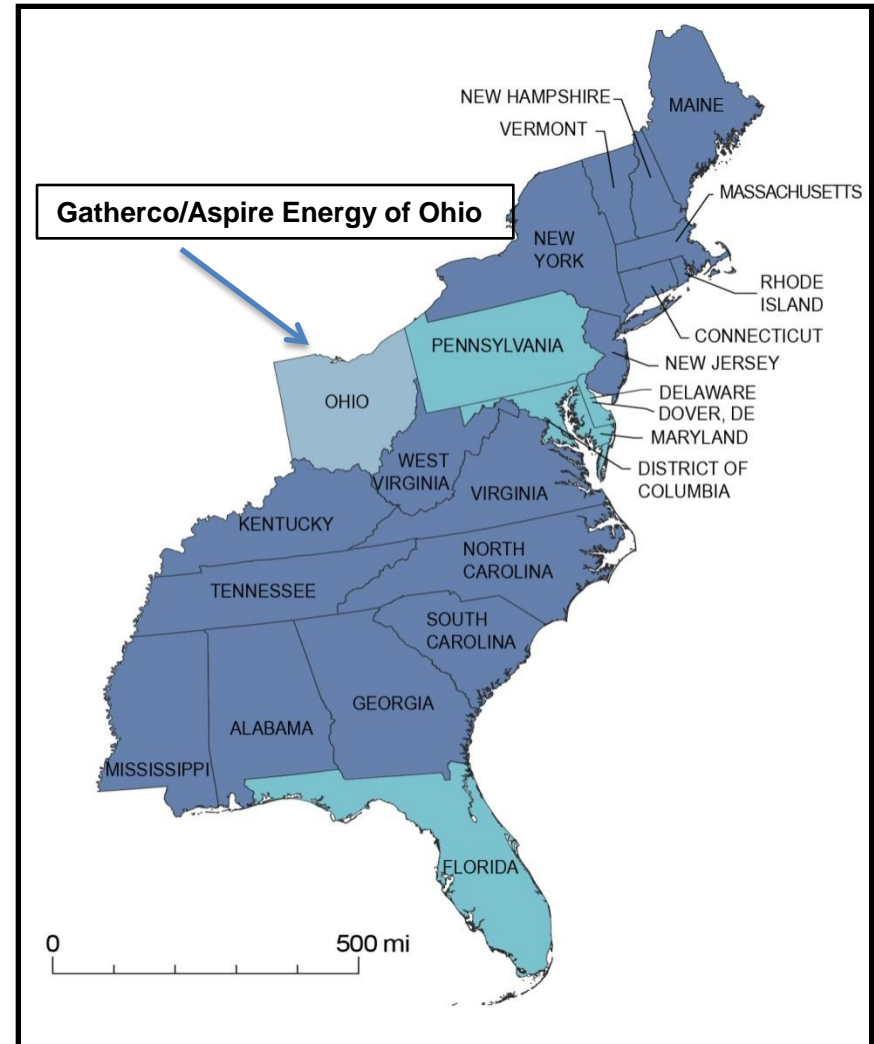 NEW HAMPSHIRE
MAINE
VERMONT
MASSACHUSETTS
Gatherco/Aspire Energy of Ohio
NEW
YORK
RHODE
ISLAND
CONNECTICUT
PENNSYLVANIA
NEW JERSEY
OHIO
DELAWARE
DOVER, DE
MARYLAND
WEST
VIRGINIA
DISTRICT OF
COLUMBIA
VIRGINIA
KENTUCKY
NORTH
CAROLINA
TENNESSEE
SOUTH
CAROLINA
GEORGIA
ALABAMA
MISSISSIPPI
FLORIDA
0 500 mi